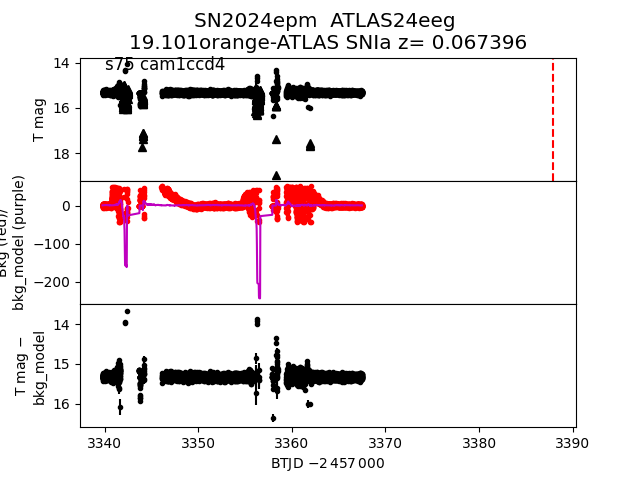 SN2024epm  ATLAS24eeg
19.101orange-ATLAS SNIa z= 0.067396
s75 cam1ccd4
T mag
14
16
18
Bkg (red)/
bkg_model (purple)
0
−100
−200
T mag −
bkg_model
14
15
16
3340 3350 3360 3370 3380 3390
BTJD −2 457 000